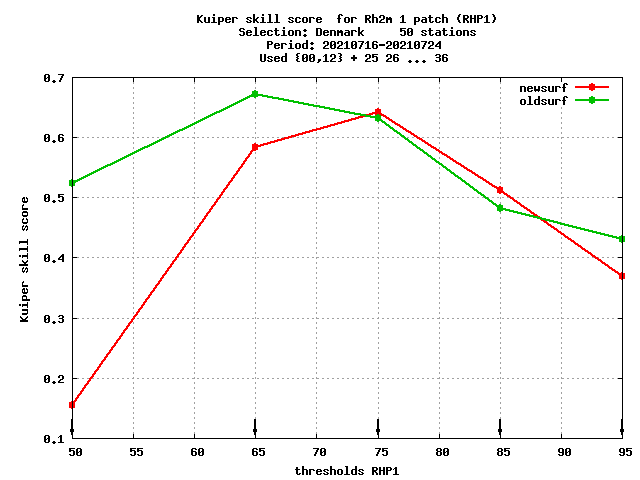 Kuiper skill score  for Rh2m 1 patch (RHP1)
Selection: Denmark     50 stations
Period: 20210716-20210724
Used {00,12} + 25 26 ... 36
newsurf
oldsurf
0.7
0.6
0.5
0.4
0.3
0.2
0.1
Kuiper skill score
50 55 60 65 70 75 80 85 90 95
thresholds RHP1